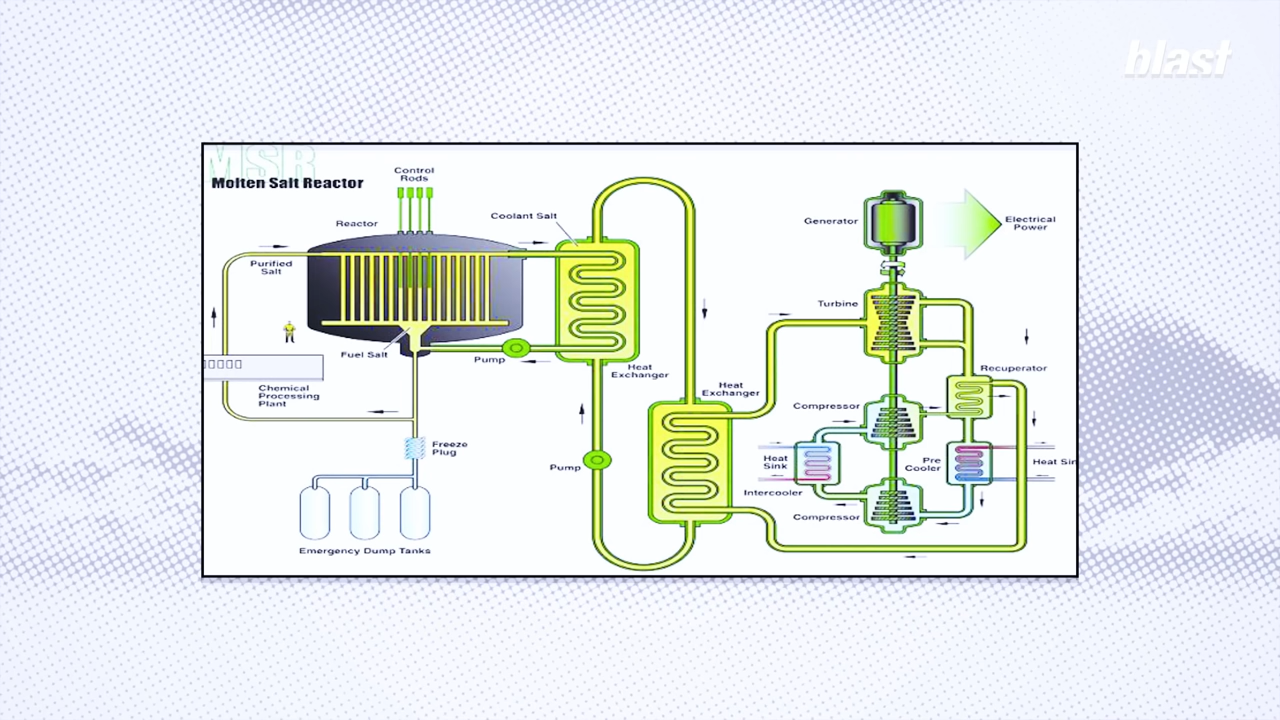 blast
MSR
Molten Salt Reactor
Control
Rods
Reactor
Coolant Salt
Generator
Electrical
Power
Purified
Salt
Turbine
Fuel Salt
Pump
Heat
Exchanger
Recuperator
Chemical
Processing
Plant
Heat
Exchanger
Compressor
Freeze
Plug
Pump
Heat
Sink
Pre
Cooler
Heat Sin
Intercooler
Compressor
Emergency Dump Tanks